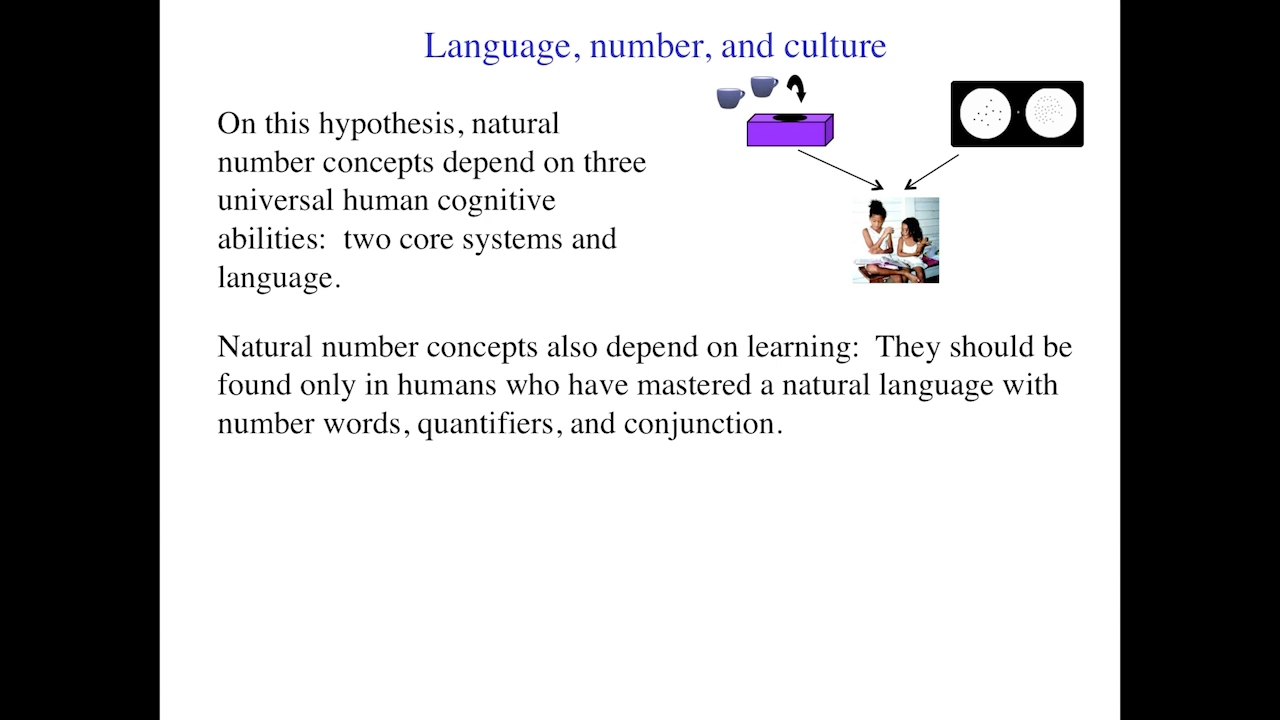 Language, number, and culture
On this hypothesis, natural
number concepts depend on three
universal human cognitive
abilities:  two core systems and
language.
Natural number concepts also depend on learning:  They should be
found only in humans who have mastered a natural language with
number words, quantifiers, and conjunction.